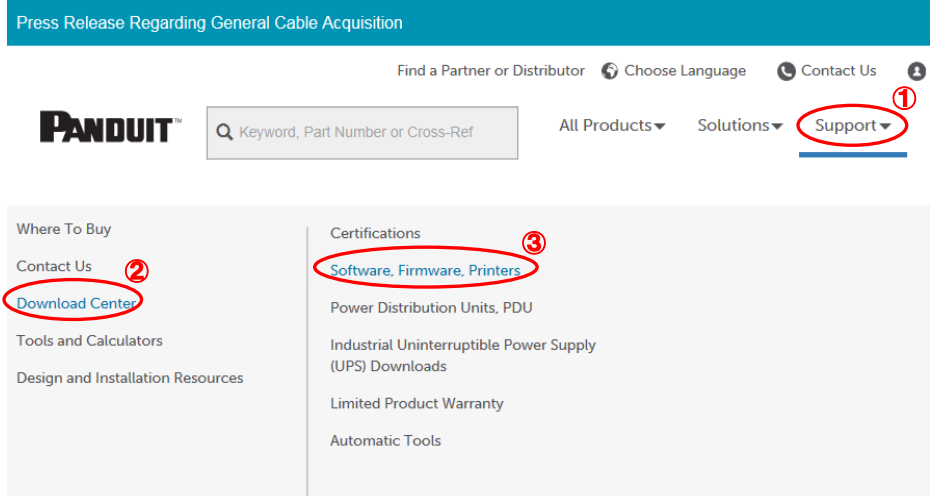 Press Release Regarding General Cable Acquisition
Find a Partner or Distributor Choose Language Contact Us
①
PANDUIT™ Keyword, Part Number or Cross-Ref All Products Solutions Support
Where To Buy
Contact Us
②
Download Center
Tools and Calculators
Design and Installation Resources
Certifications
③
Software, Firmware, Printers
Power Distribution Units, PDU
Industrial Uninterruptible Power Supply
(UPS) Downloads
Limited Product Warranty
Automatic Tools